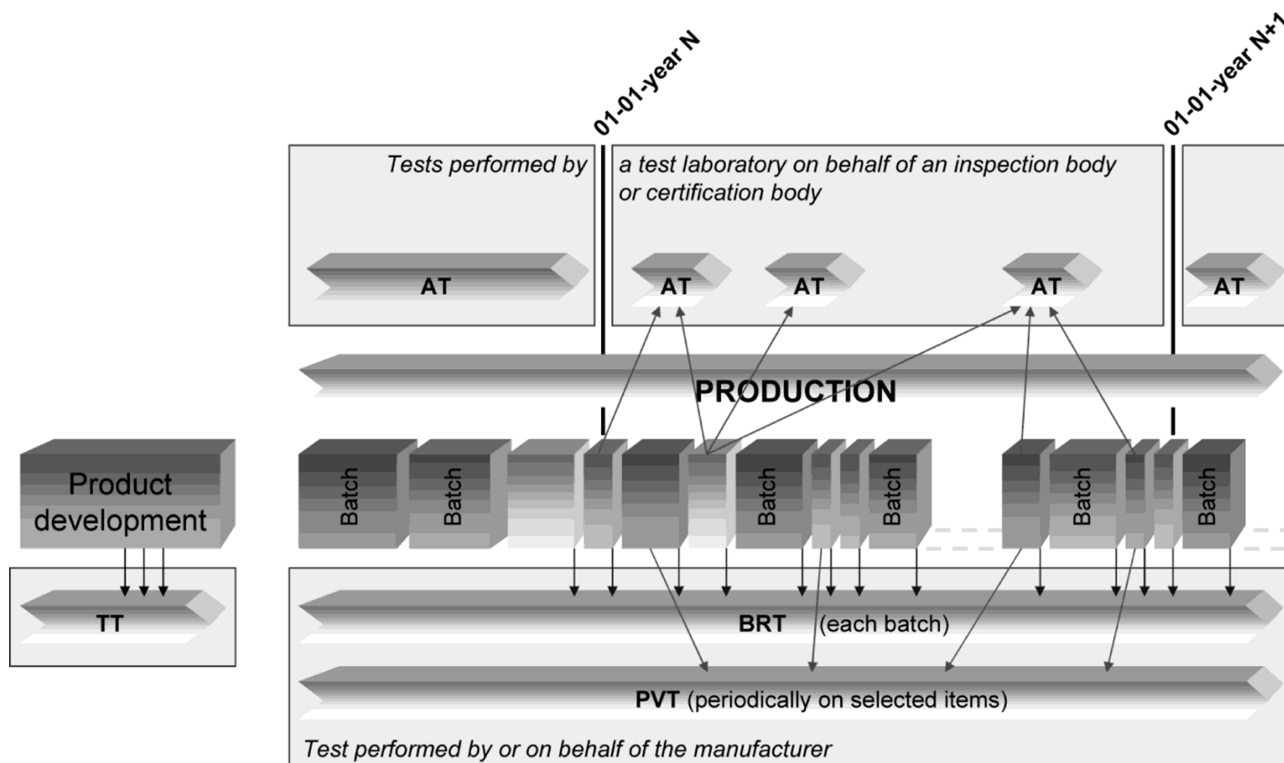 01-01-year N
01-01-year N+1
Tests performed by
a test laboratory on behalf of an inspection body
or certification body
AT
AT
AT
AT
AT
PRODUCTION
Product
development
Batch
Batch
Batch
Batch
Batch
Batch
TT
BRT (each batch)
PVT (periodically on selected items)
Test performed by or on behalf of the manufacturer